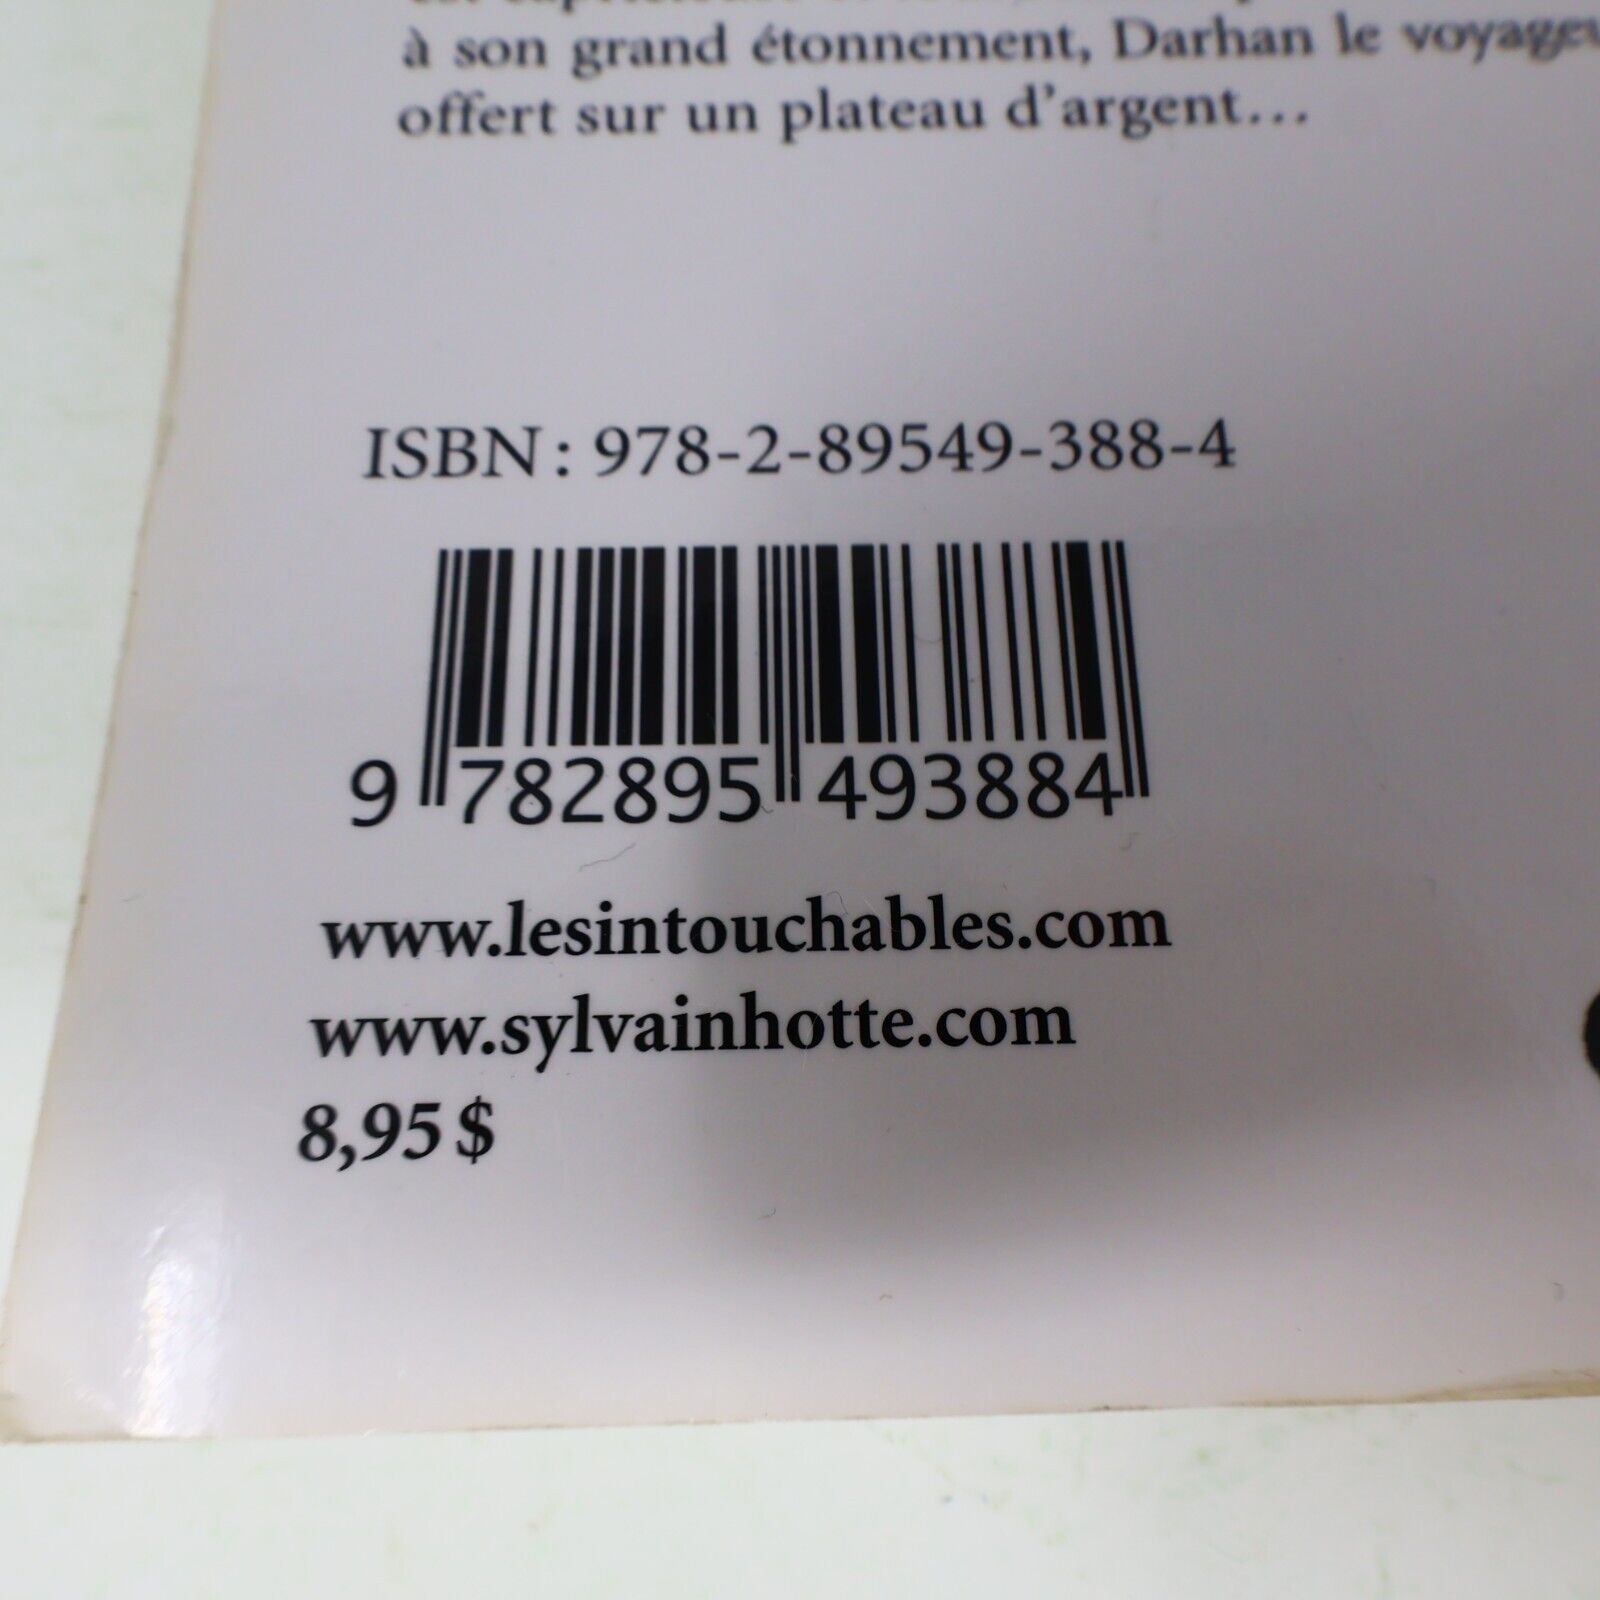 à son grand étonnement, Darhan le voyageu
offert sur un plateau d'argent…
ISBN : 978-2-89549-388-4
9 782895 493884
www.lesintouchables.com
www.sylvainhotte.com
8,95 $